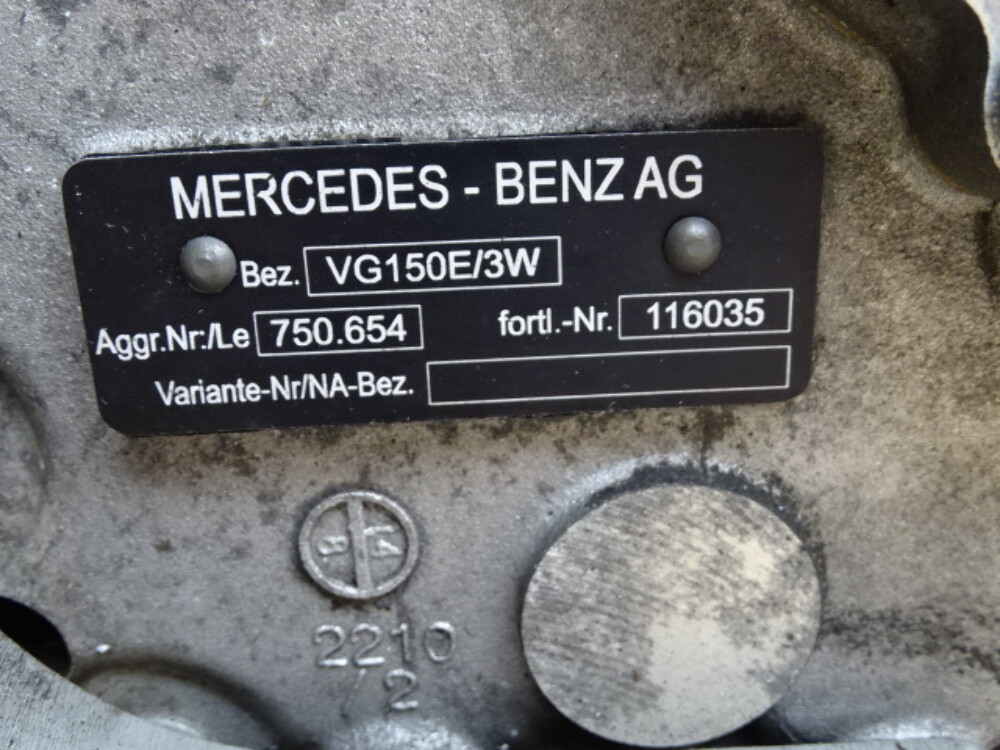 MERCEDES - BENZ AG
Bez. VG150E/3W
Aggr.Nr:/Le 750.654 fortl.-Nr. 116035
Variante-Nr/NA-Bez.
2210
2